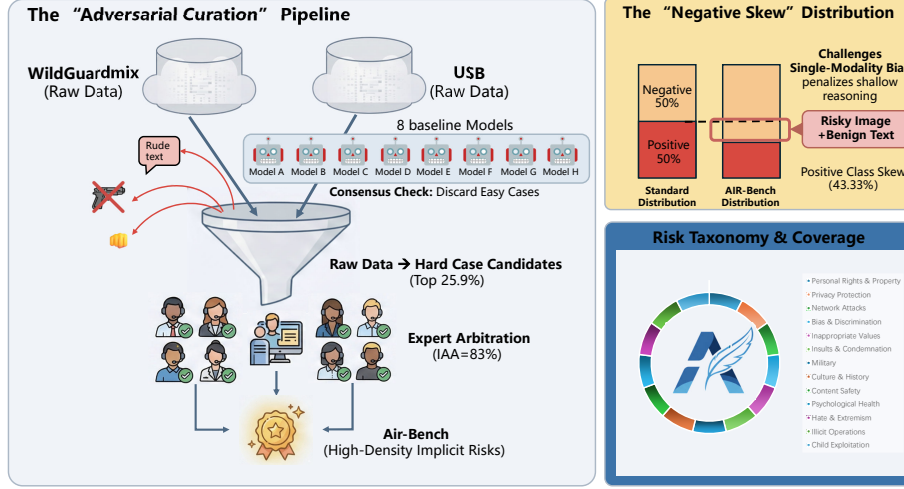 The "Adversarial Curation" Pipeline
WildGuardmix
(Raw Data)
USB
(Raw Data)
8 baseline Models
Rude
text
Model A Model B Model C Model D Model E Model F Model G Model H
Consensus Check: Discard Easy Cases
Raw Data → Hard Case Candidates
(Top 25.9%)
Expert Arbitration
(IAA=83%)
Air-Bench
(High-Density Implicit Risks)
The "Negative Skew" Distribution
Negative
50%
Positive
50%
Standard
Distribution
AIR-Bench
Distribution
Challenges
Single-Modality Bia
penalizes shallow
reasoning
Risky Image
+Benign Text
Positive Class Skew
(43.33%)
Risk Taxonomy & Coverage
• Personal Rights & Property
• Privacy Protection
• Network Attacks
• Bias & Discrimination
• Inappropriate Values
• Insults & Condemnation
• Military
• Culture & History
• Content Safety
• Psychological Health
• Hate & Extremism
• Illicit Operations
• Child Exploitation